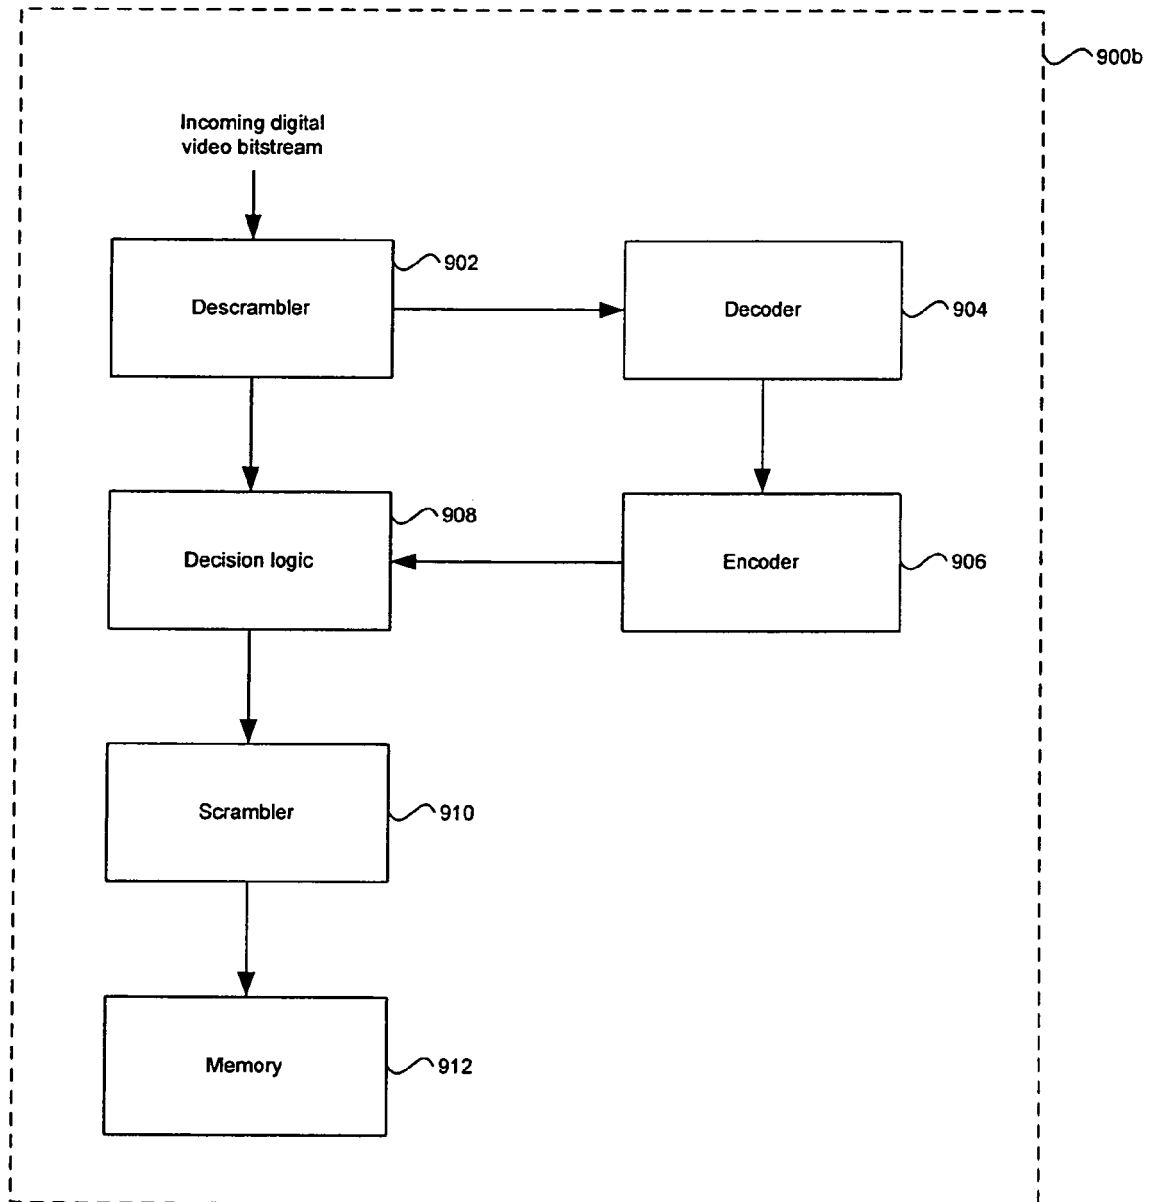 900b
Incoming digital
video bitstream
902
Descrambler
Decoder
904
908
Decision logic
Encoder
906
Scrambler
910
Memory
912